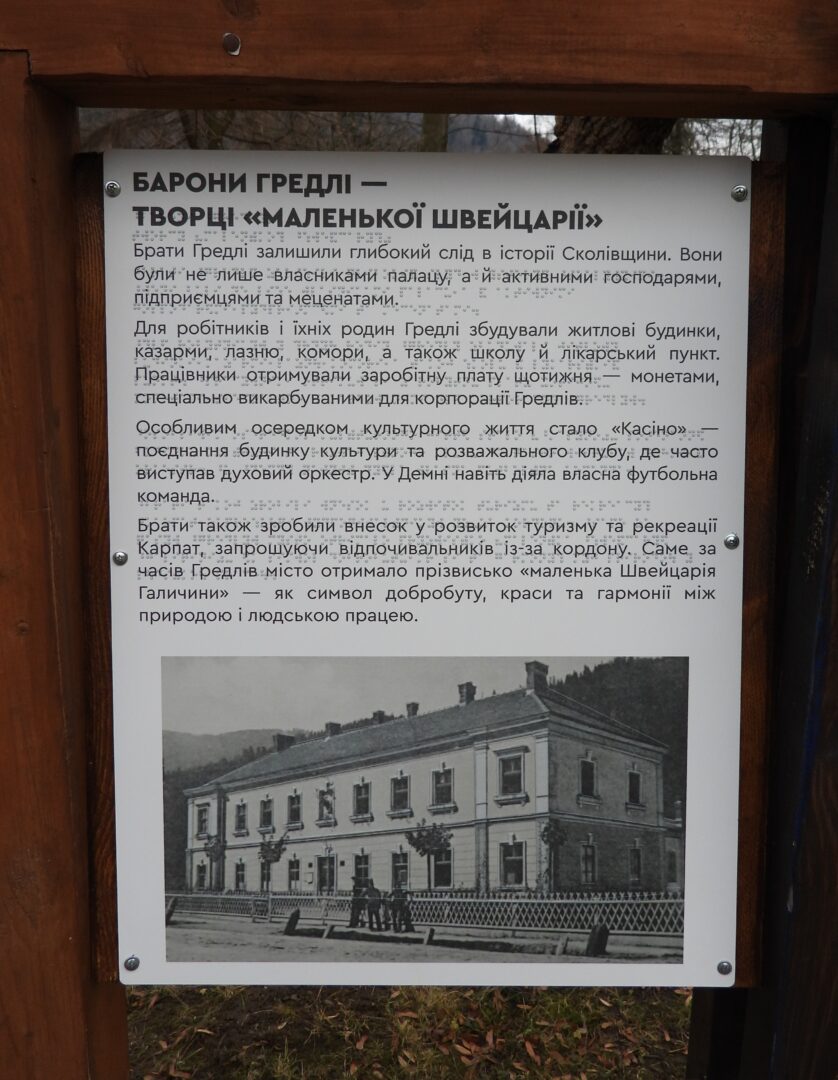 БАРОНИ ГРЕДЛІ —
ТВОРЦІ «МАЛЕНЬКОЇ ШВЕЙЦАРІЇ»
Брати Гредлі залишили глибокий слід в історії Сколівщини. Вони
були не лише власниками палацу, а й активними господарями,
підприємцями та меценатами.
Для робітників і їхніх родин Гредлі збудували житлові будинки,
казарми, лазню, комори, а також школу й лікарський пункт.
Працівники отримували заробітну плату щотижня — монетами,
спеціально викарбуваними для корпорації Гредлів.
Особливим осередком культурного життя стало «Касіно» —
поєднання будинку культури та розважального клубу, де часто
виступав духовий оркестр. У Демні навіть діяла власна футбольна
команда.
Брати також зробили внесок у розвиток туризму та рекреації
Карпат, запрошуючи відпочивальників із-за кордону. Саме за
часів Гредлів місто отримало прізвисько «маленька Швейцарія
Галичини» — як символ добробуту, краси та гармонії між
природою і людською працею.